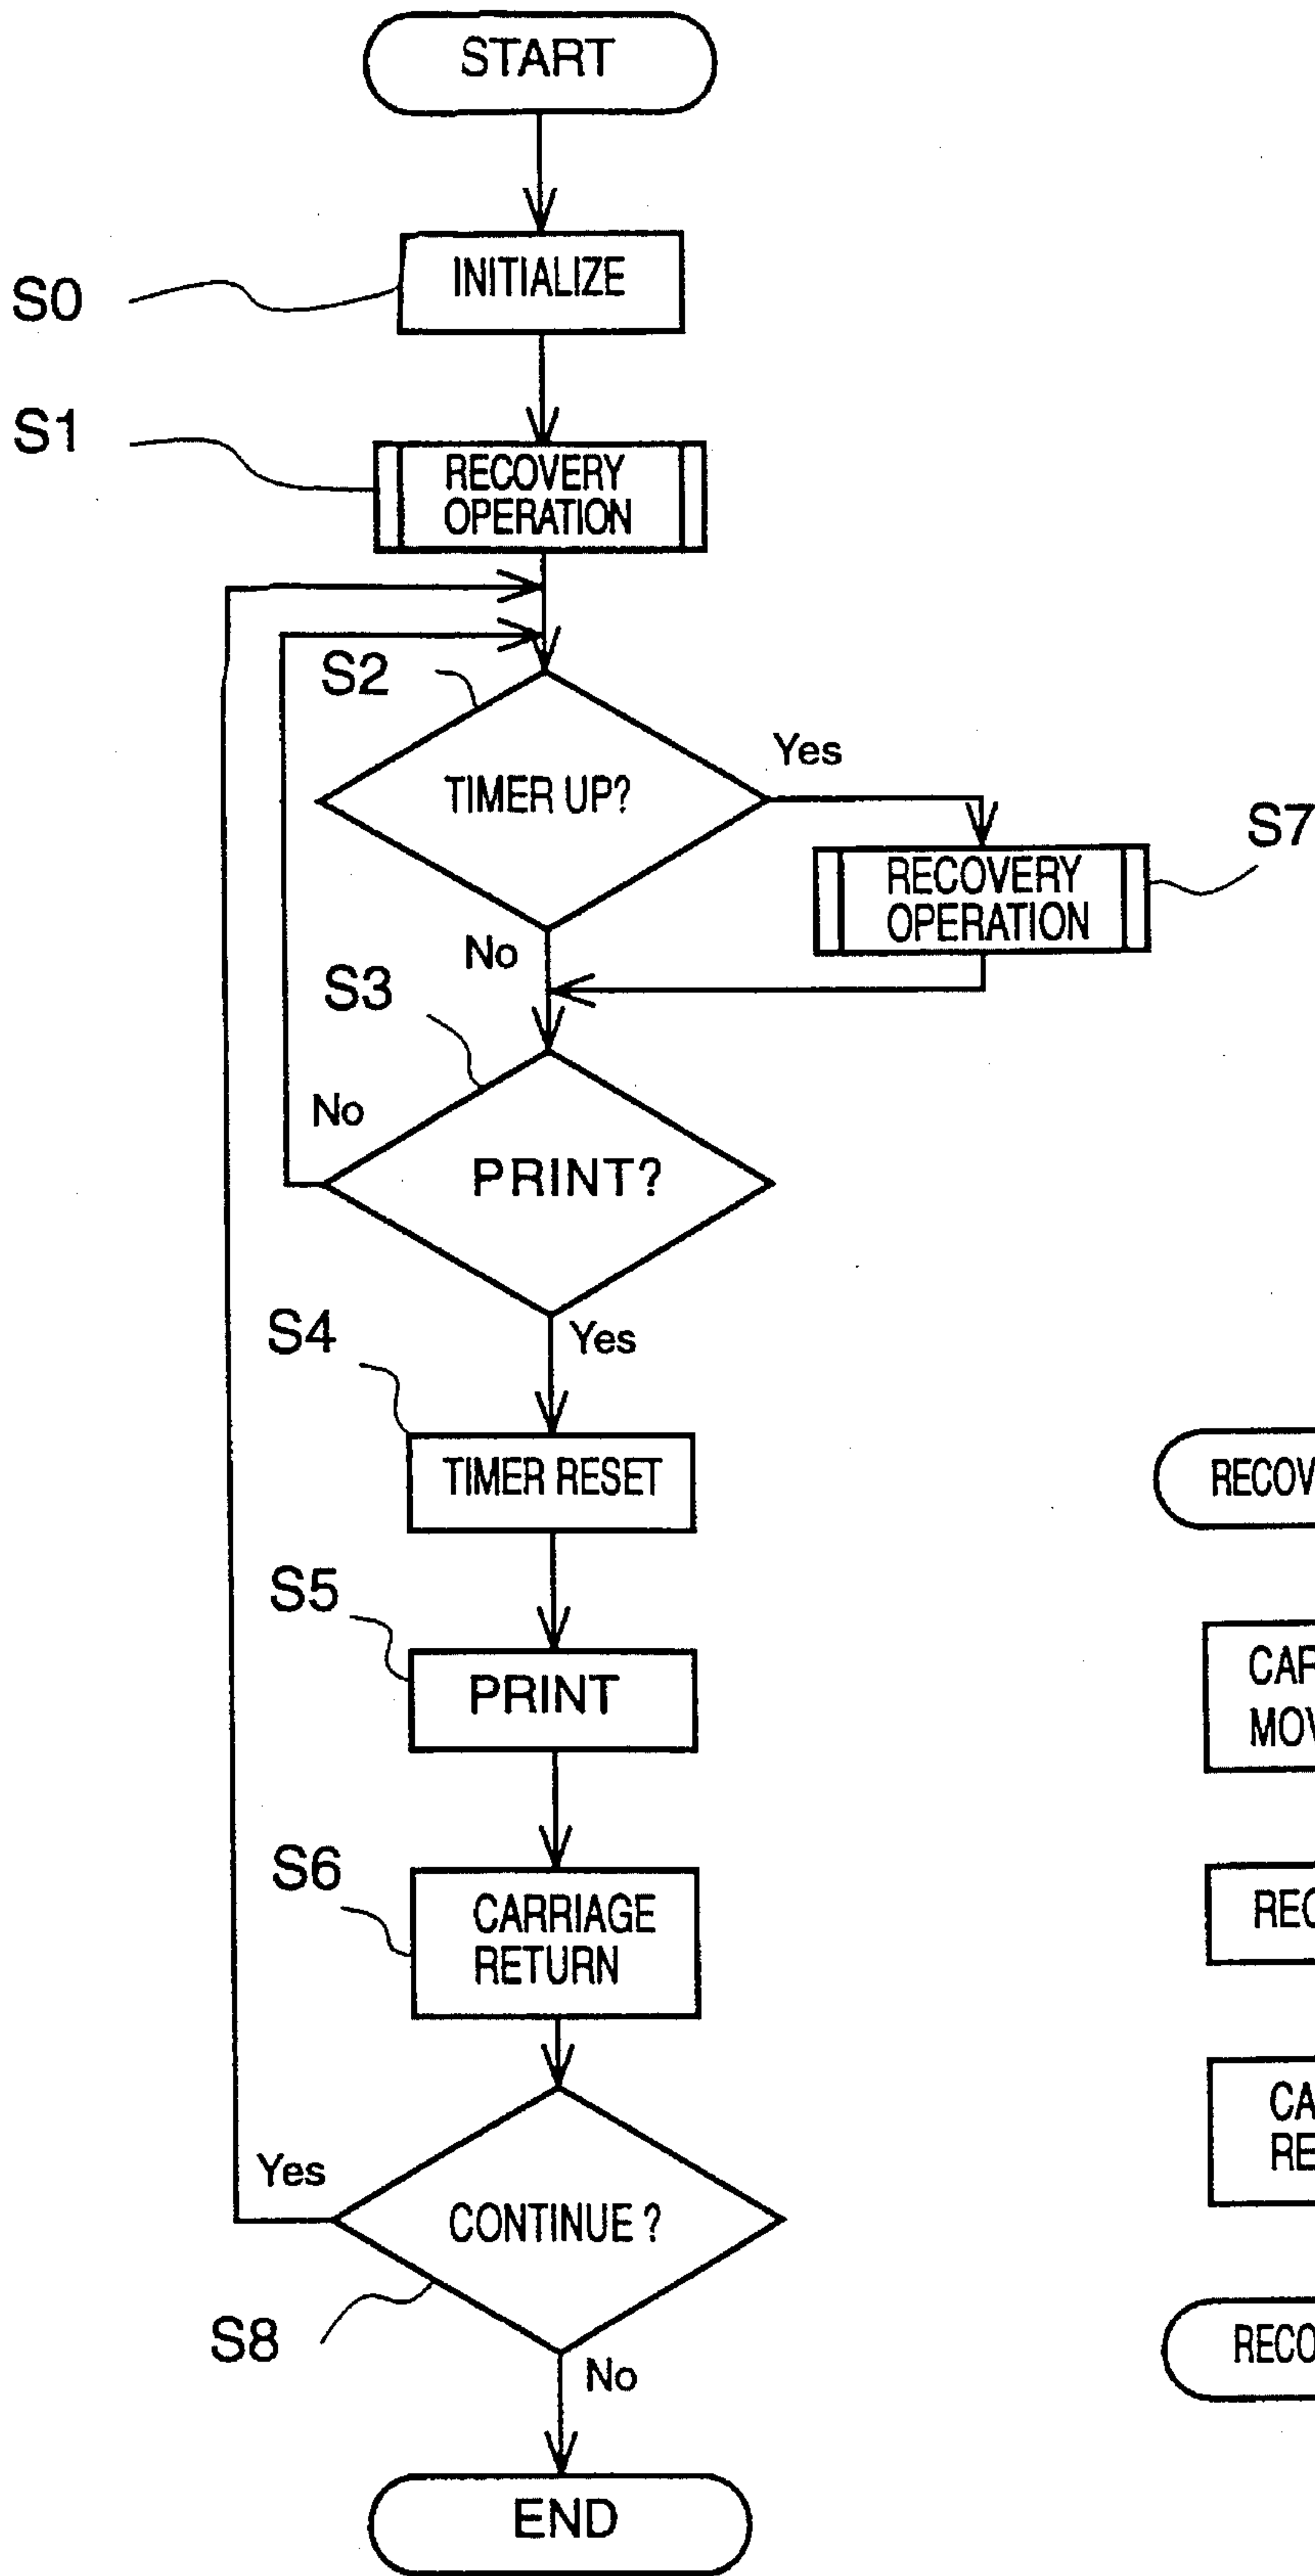 START
S0
INITIALIZE
S1
RECOVERY
OPERATION
S2
TIMER UP?
Yes
S7
RECOVERY
OPERATION
No
S3
No
PRINT?
Yes
S4
TIMER RESET
S5
PRINT
S6
CARRIAGE
RETURN
Yes
CONTINUE ?
S8
No
END